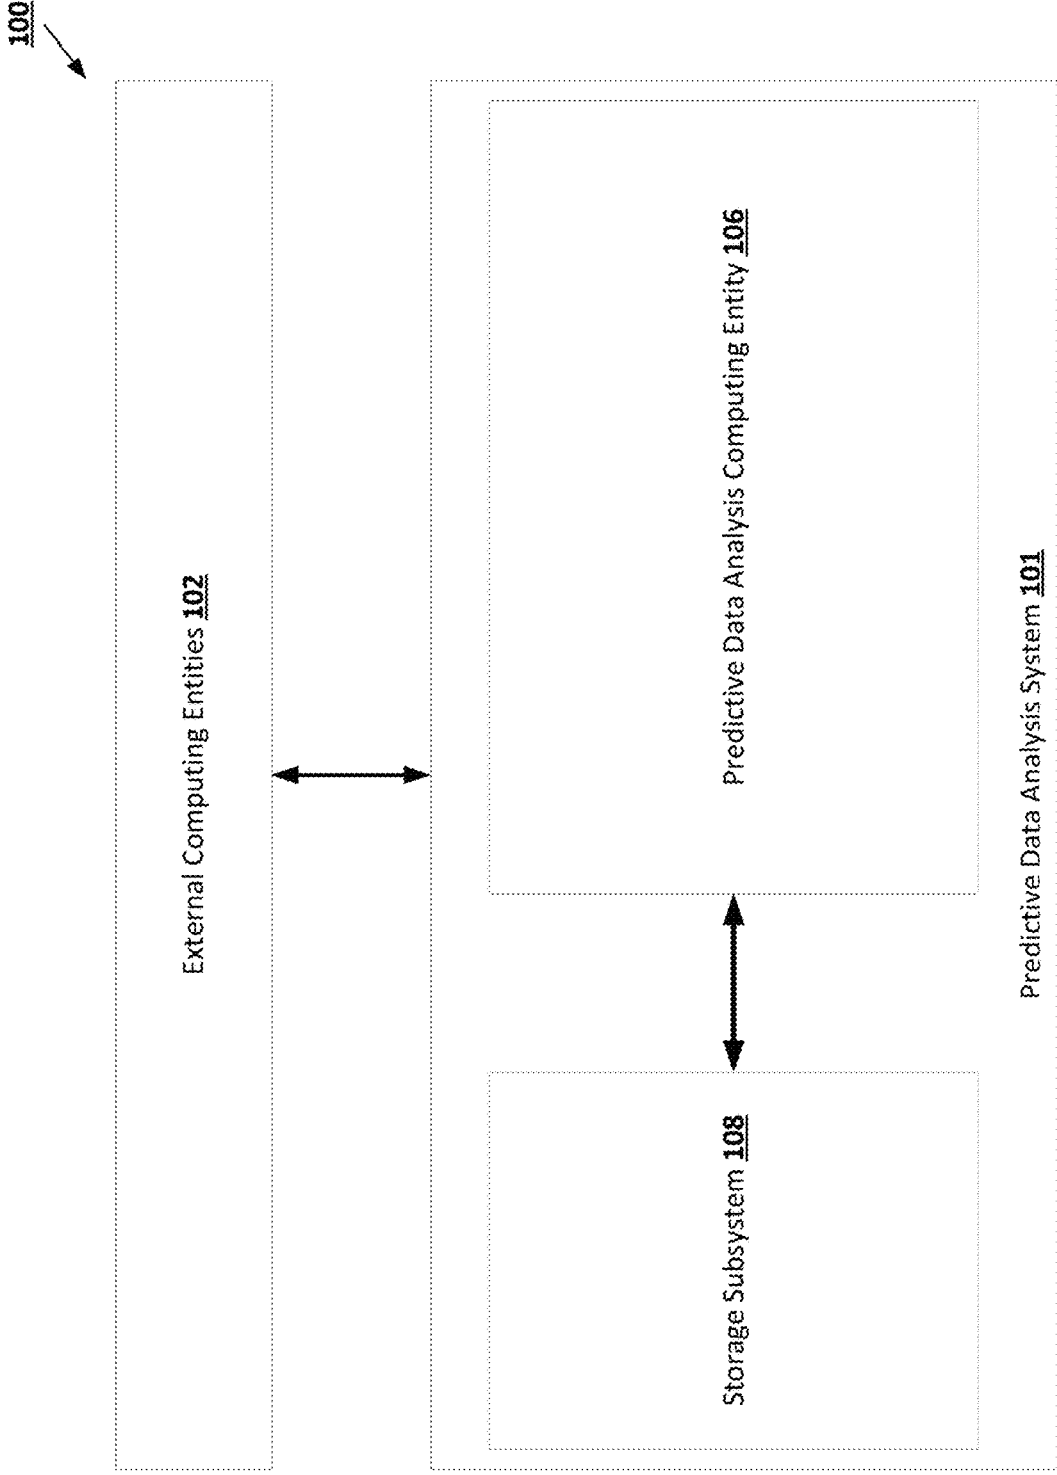 100
External Computing Entities 102
Storage Subsystem 108
Predictive Data Analysis Computing Entity 106
Predictive Data Analysis System 101